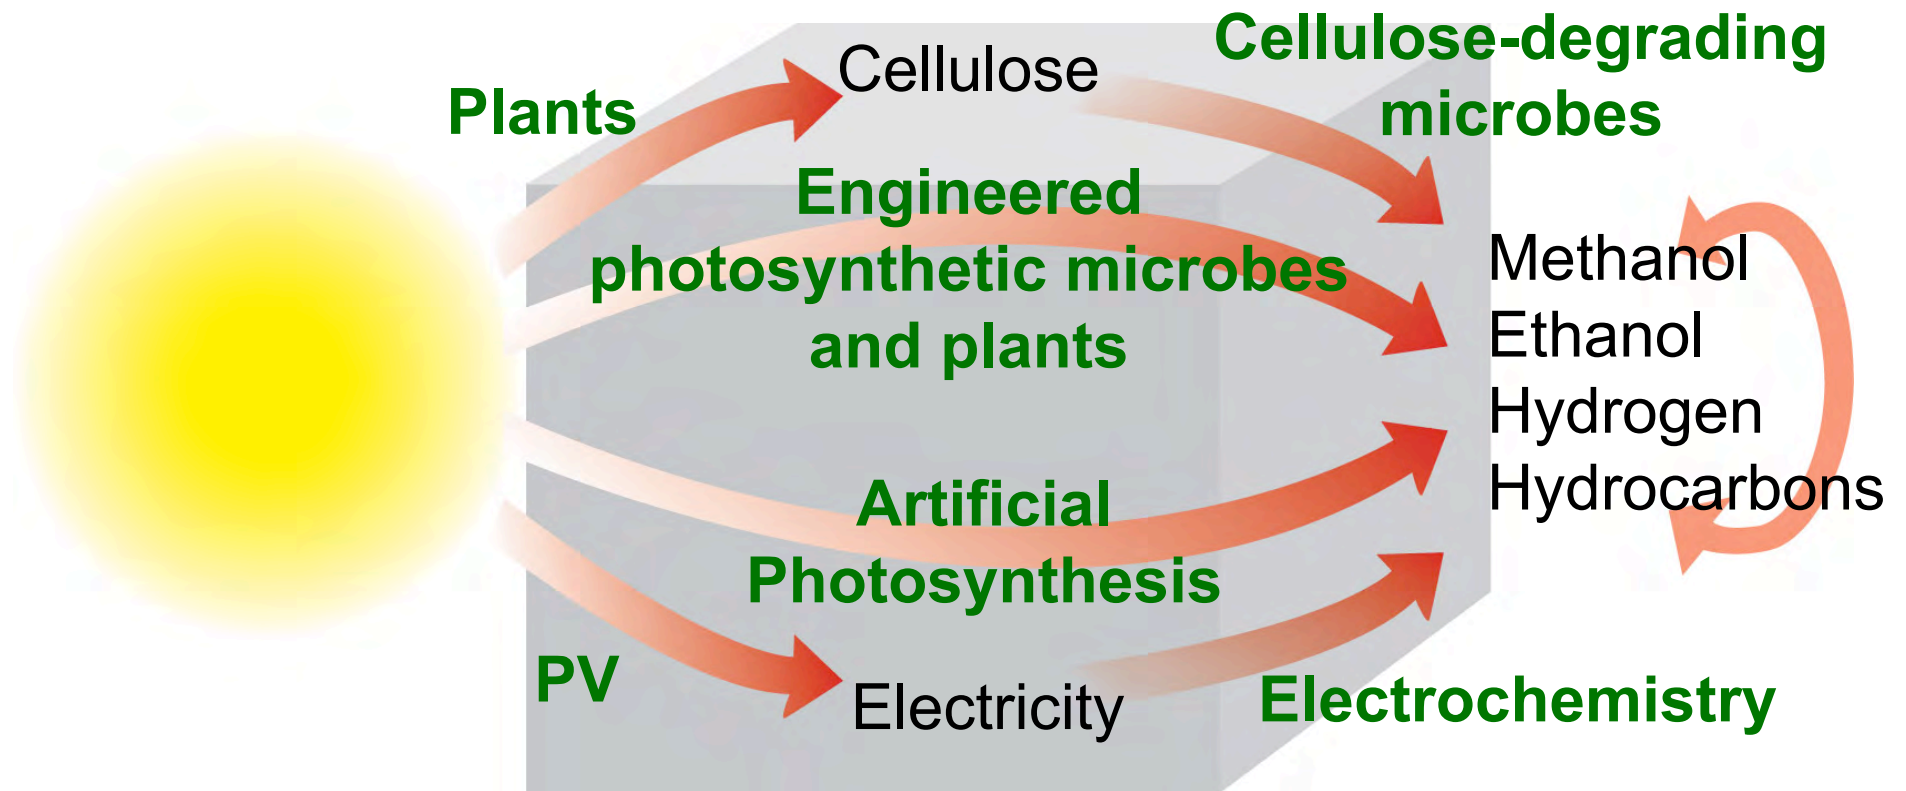 Cellulose-degrading
microbes
Cellulose
Plants
Engineered
photosynthetic microbes
and plants
Methanol
Ethanol
Hydrogen
Hydrocarbons
Artificial
Photosynthesis
PV
Electricity
Electrochemistry